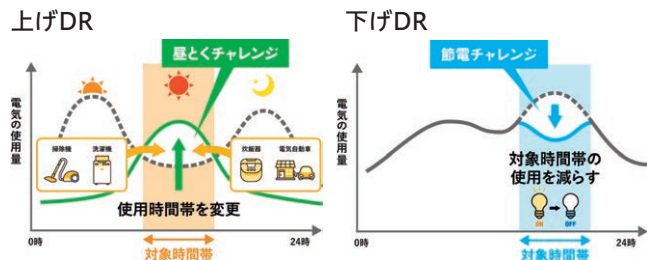 上げDR
昼とくチャレンジ
電気の使用量
掃除機
洗濯機
炊飯器
電気自動車
使用時間帯を変更
0時
24時
対象時間帯
下げDR
節電チャレンジ
電気の使用量
対象時間帯の
使用を減らす
ON
OFF
0時
24時
対象時間帯